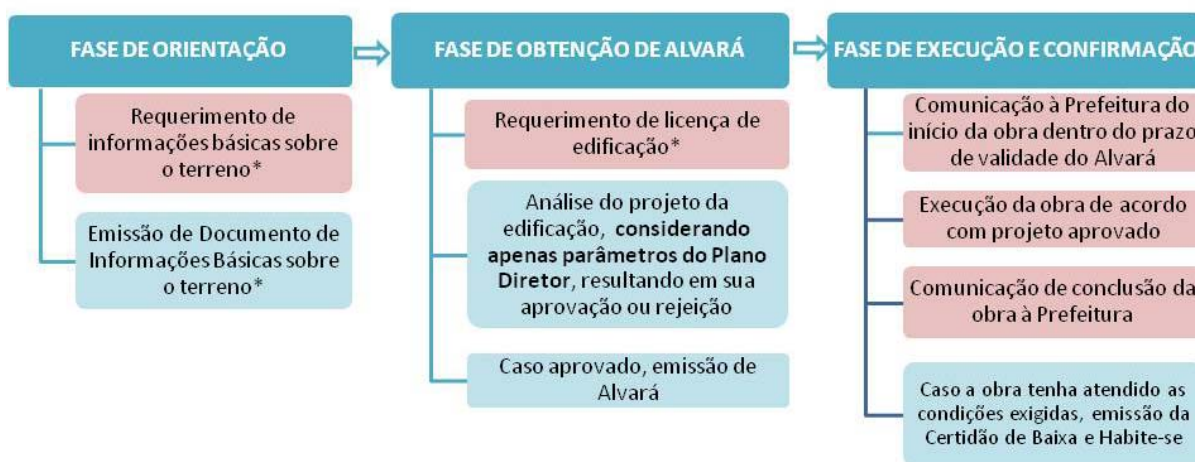 FASE DE ORIENTAÇÃO
Requerimento de
informações básicas sobre
o terreno*
Emissão de Documento de
Informações Básicas sobre
o terreno*
FASE DE OBTENÇÃO DE ALVARÁ
Requerimento de licença de
edificação*
Análise do projeto da
edificação, considerando
apenas parâmetros do Plano
Diretor, resultando em sua
aprovação ou rejeição
Caso aprovado, emissão de
Alvará
FASE DE EXECUÇÃO E CONFIRMAÇÃO
Comunicação à Prefeitura do
início da obra dentro do prazo
de validade do Alvará
Execução da obra de acordo
com projeto aprovado
Comunicação de conclusão da
obra à Prefeitura
Caso a obra tenha atendido as
condições exigidas, emissão da
Certidão de Baixa e Habite-se